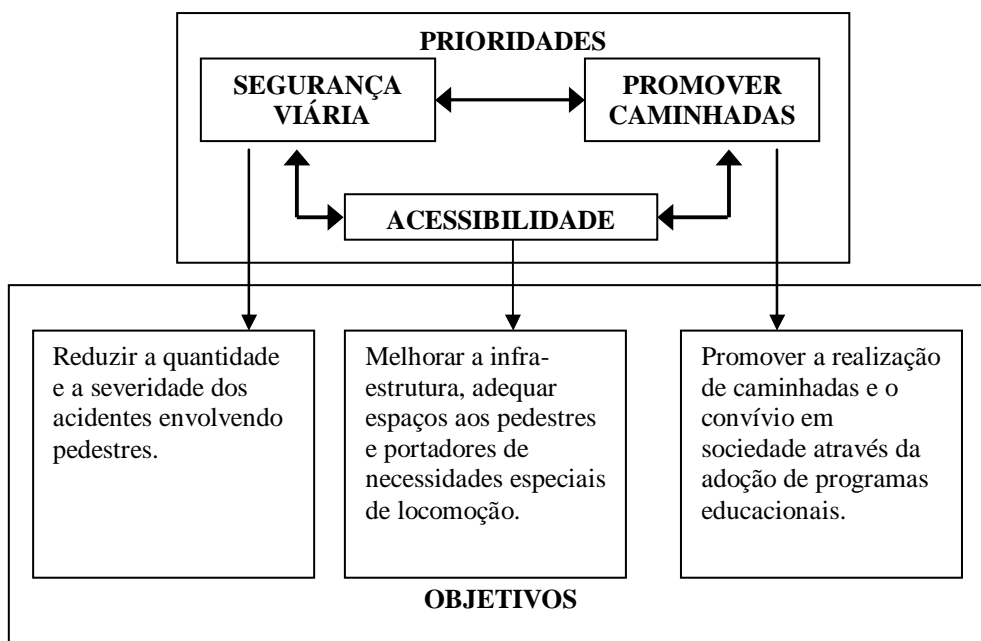 PRIORIDADES
SEGURANÇA
VIÁRIA
PROMOVER
CAMINHADAS
ACESSIBILIDADE
Reduzir a quantidade
e a severidade dos
acidentes envolvendo
pedestres.
Melhorar a infra-
estrutura, adequar
espaços aos pedestres
e portadores de
necessidades especiais
de locomoção.
Promover a realização
de caminhadas e o
convívio em
sociedade através da
adoção de programas
educacionais.
OBJETIVOS